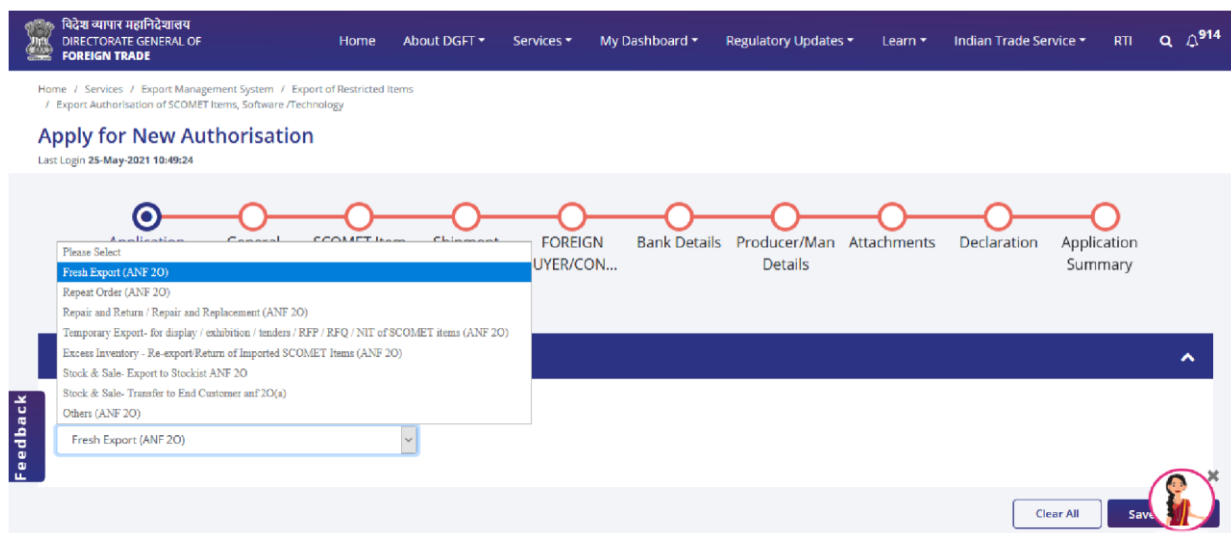 विदेश व्यापार महानिदेशालय
DIRECTORATE GENERAL OF
FOREIGN TRADE
Home About DGFT Services My Dashboard Regulatory Updates Learn Indian Trade Service RTI 914
Home / Services / Export Management System / Export of Restricted Items
/ Export Authorisation of SCOMET Items, Software /Technology
Apply for New Authorisation
Last Login 25-May-2021 10:49:24
Application General SCOMET Item Shipment FOREIGN Bank Details Producer/Man Attachments Declaration Application
UYER/CON... Details Summary
Please Select
Fresh Export (ANF 2O)
Repeat Order (ANF 2O)
Repair and Return / Repair and Replacement (ANF 2O)
Temporary Export- for display / exhibition / tenders / RFP / RFQ / NIT of SCOMET items (ANF 2O)
Excess Inventory - Re-export/Return of Imported SCOMET Items (ANF 2O)
Stock & Sale- Export to Stockist ANF 2O
Stock & Sale- Transfer to End Customer anf 2O(a)
Others (ANF 2O)
Fresh Export (ANF 2O)
Feedback
Clear All Save